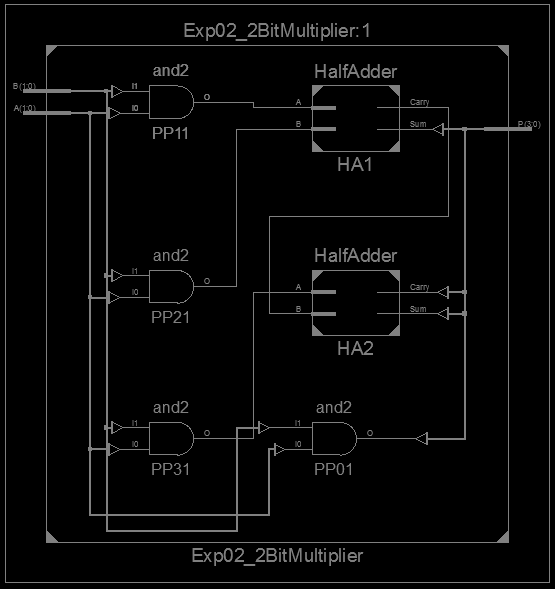 Exp02_2BitMultiplier:1
and2 HalfAdder
B(1:0) I1 O A Carry
A(1:0) I0 B Sum P(3:0)
PP11 HA1
and2 HalfAdder
I1 O A Carry
I0 B Sum
PP21 HA2
and2 and2
I1 O I1 O
I0 I0
PP31 PP01
Exp02_2BitMultiplier